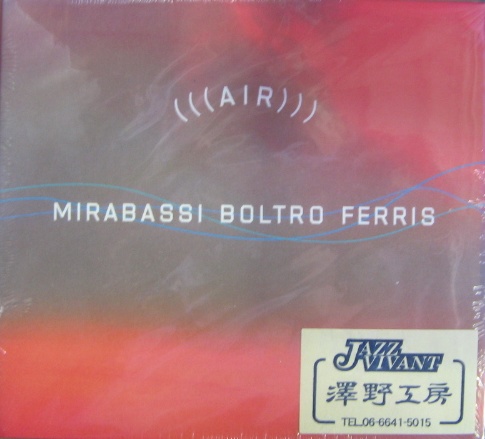 (((AIR)))
MIRABASSI BOLTRO FERRIS
JAZZ
VIVANT
澤野工房
TEL.06-6641-5015